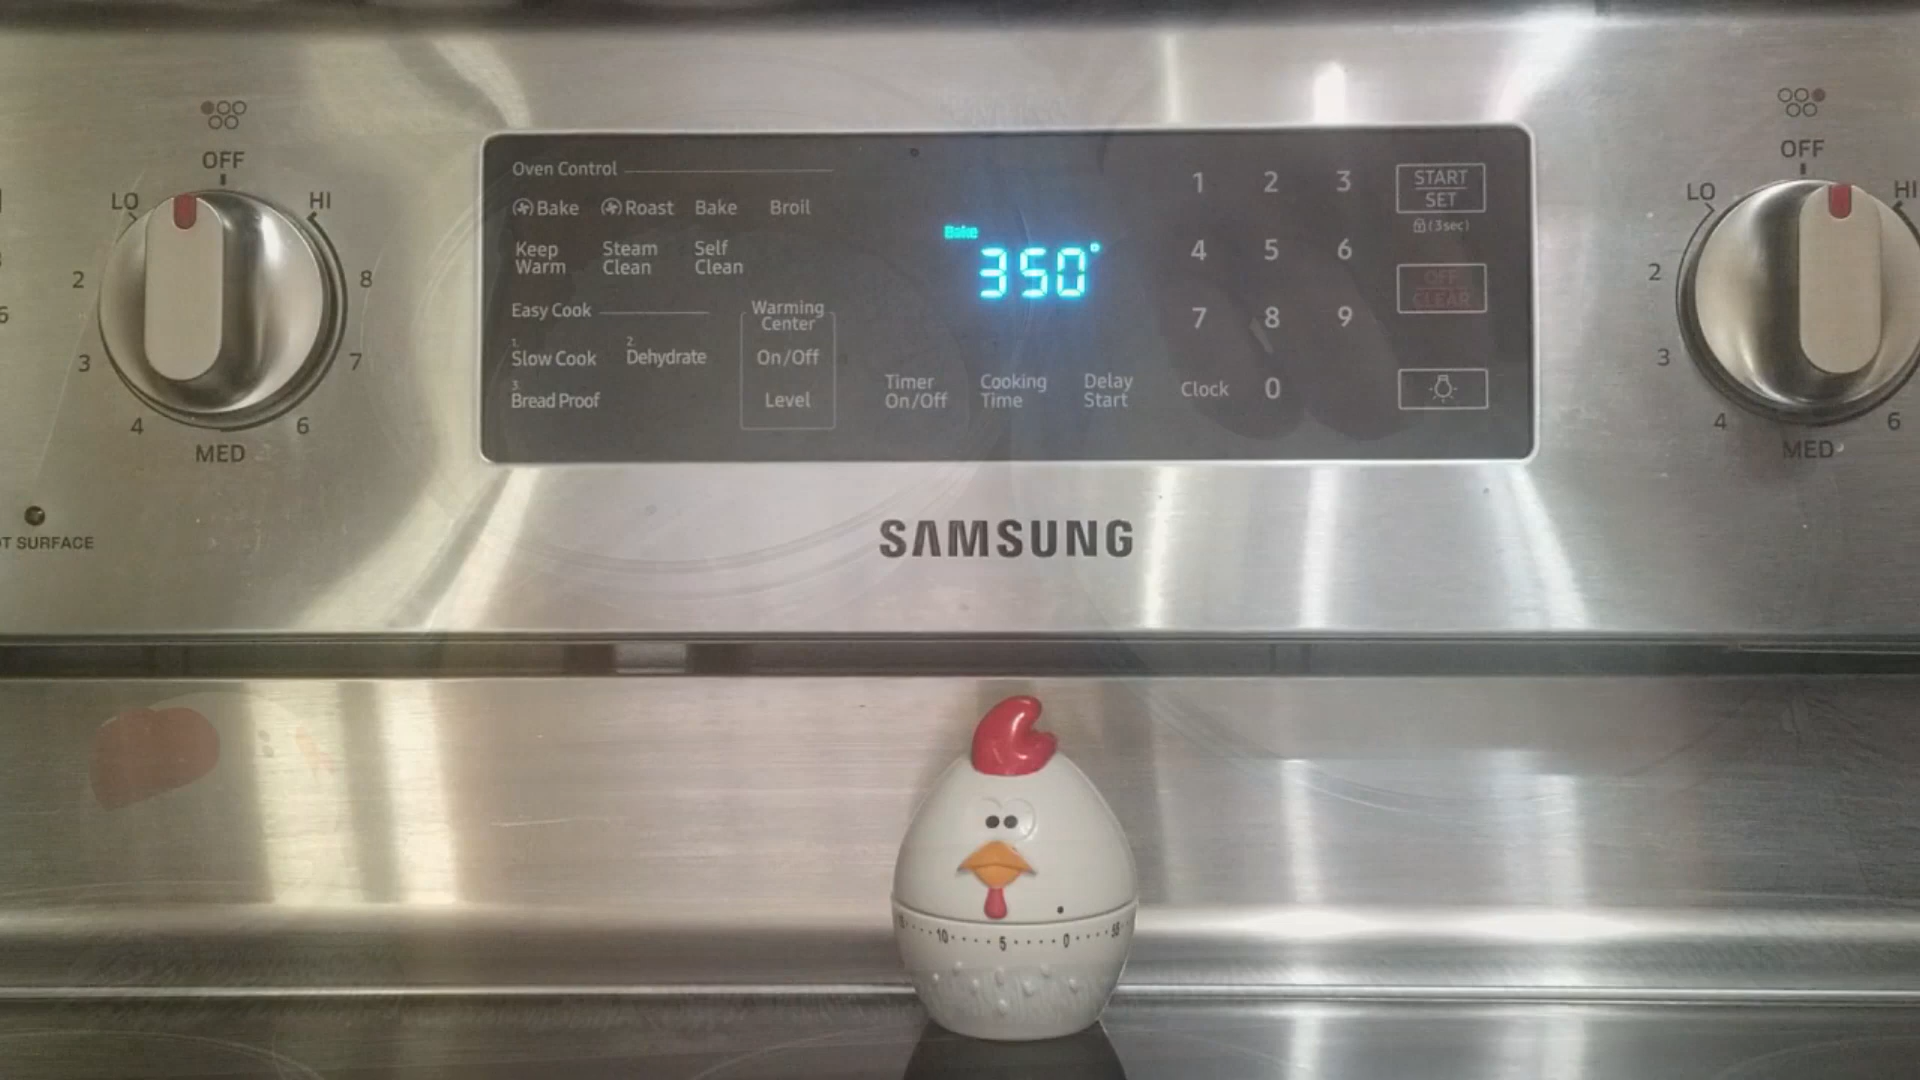 OFF
LO
HI
2
8
3
7
4
6
MED
Oven Control
Bake Roast Bake Broil
Keep Warm
Steam Clean
Self Clean
Easy Cook
1. Slow Cook
2. Dehydrate
3. Bread Proof
Warming Center
On/Off
Level
Bake
350°
Timer On/Off
Cooking Time
Delay Start
Clock
1 2 3
4 5 6
7 8 9
0
START
SET
(3sec)
OFF
CLEAR
OFF
LO
HI
2
3
4
6
MED
SURFACE
SAMSUNG
10 5 0